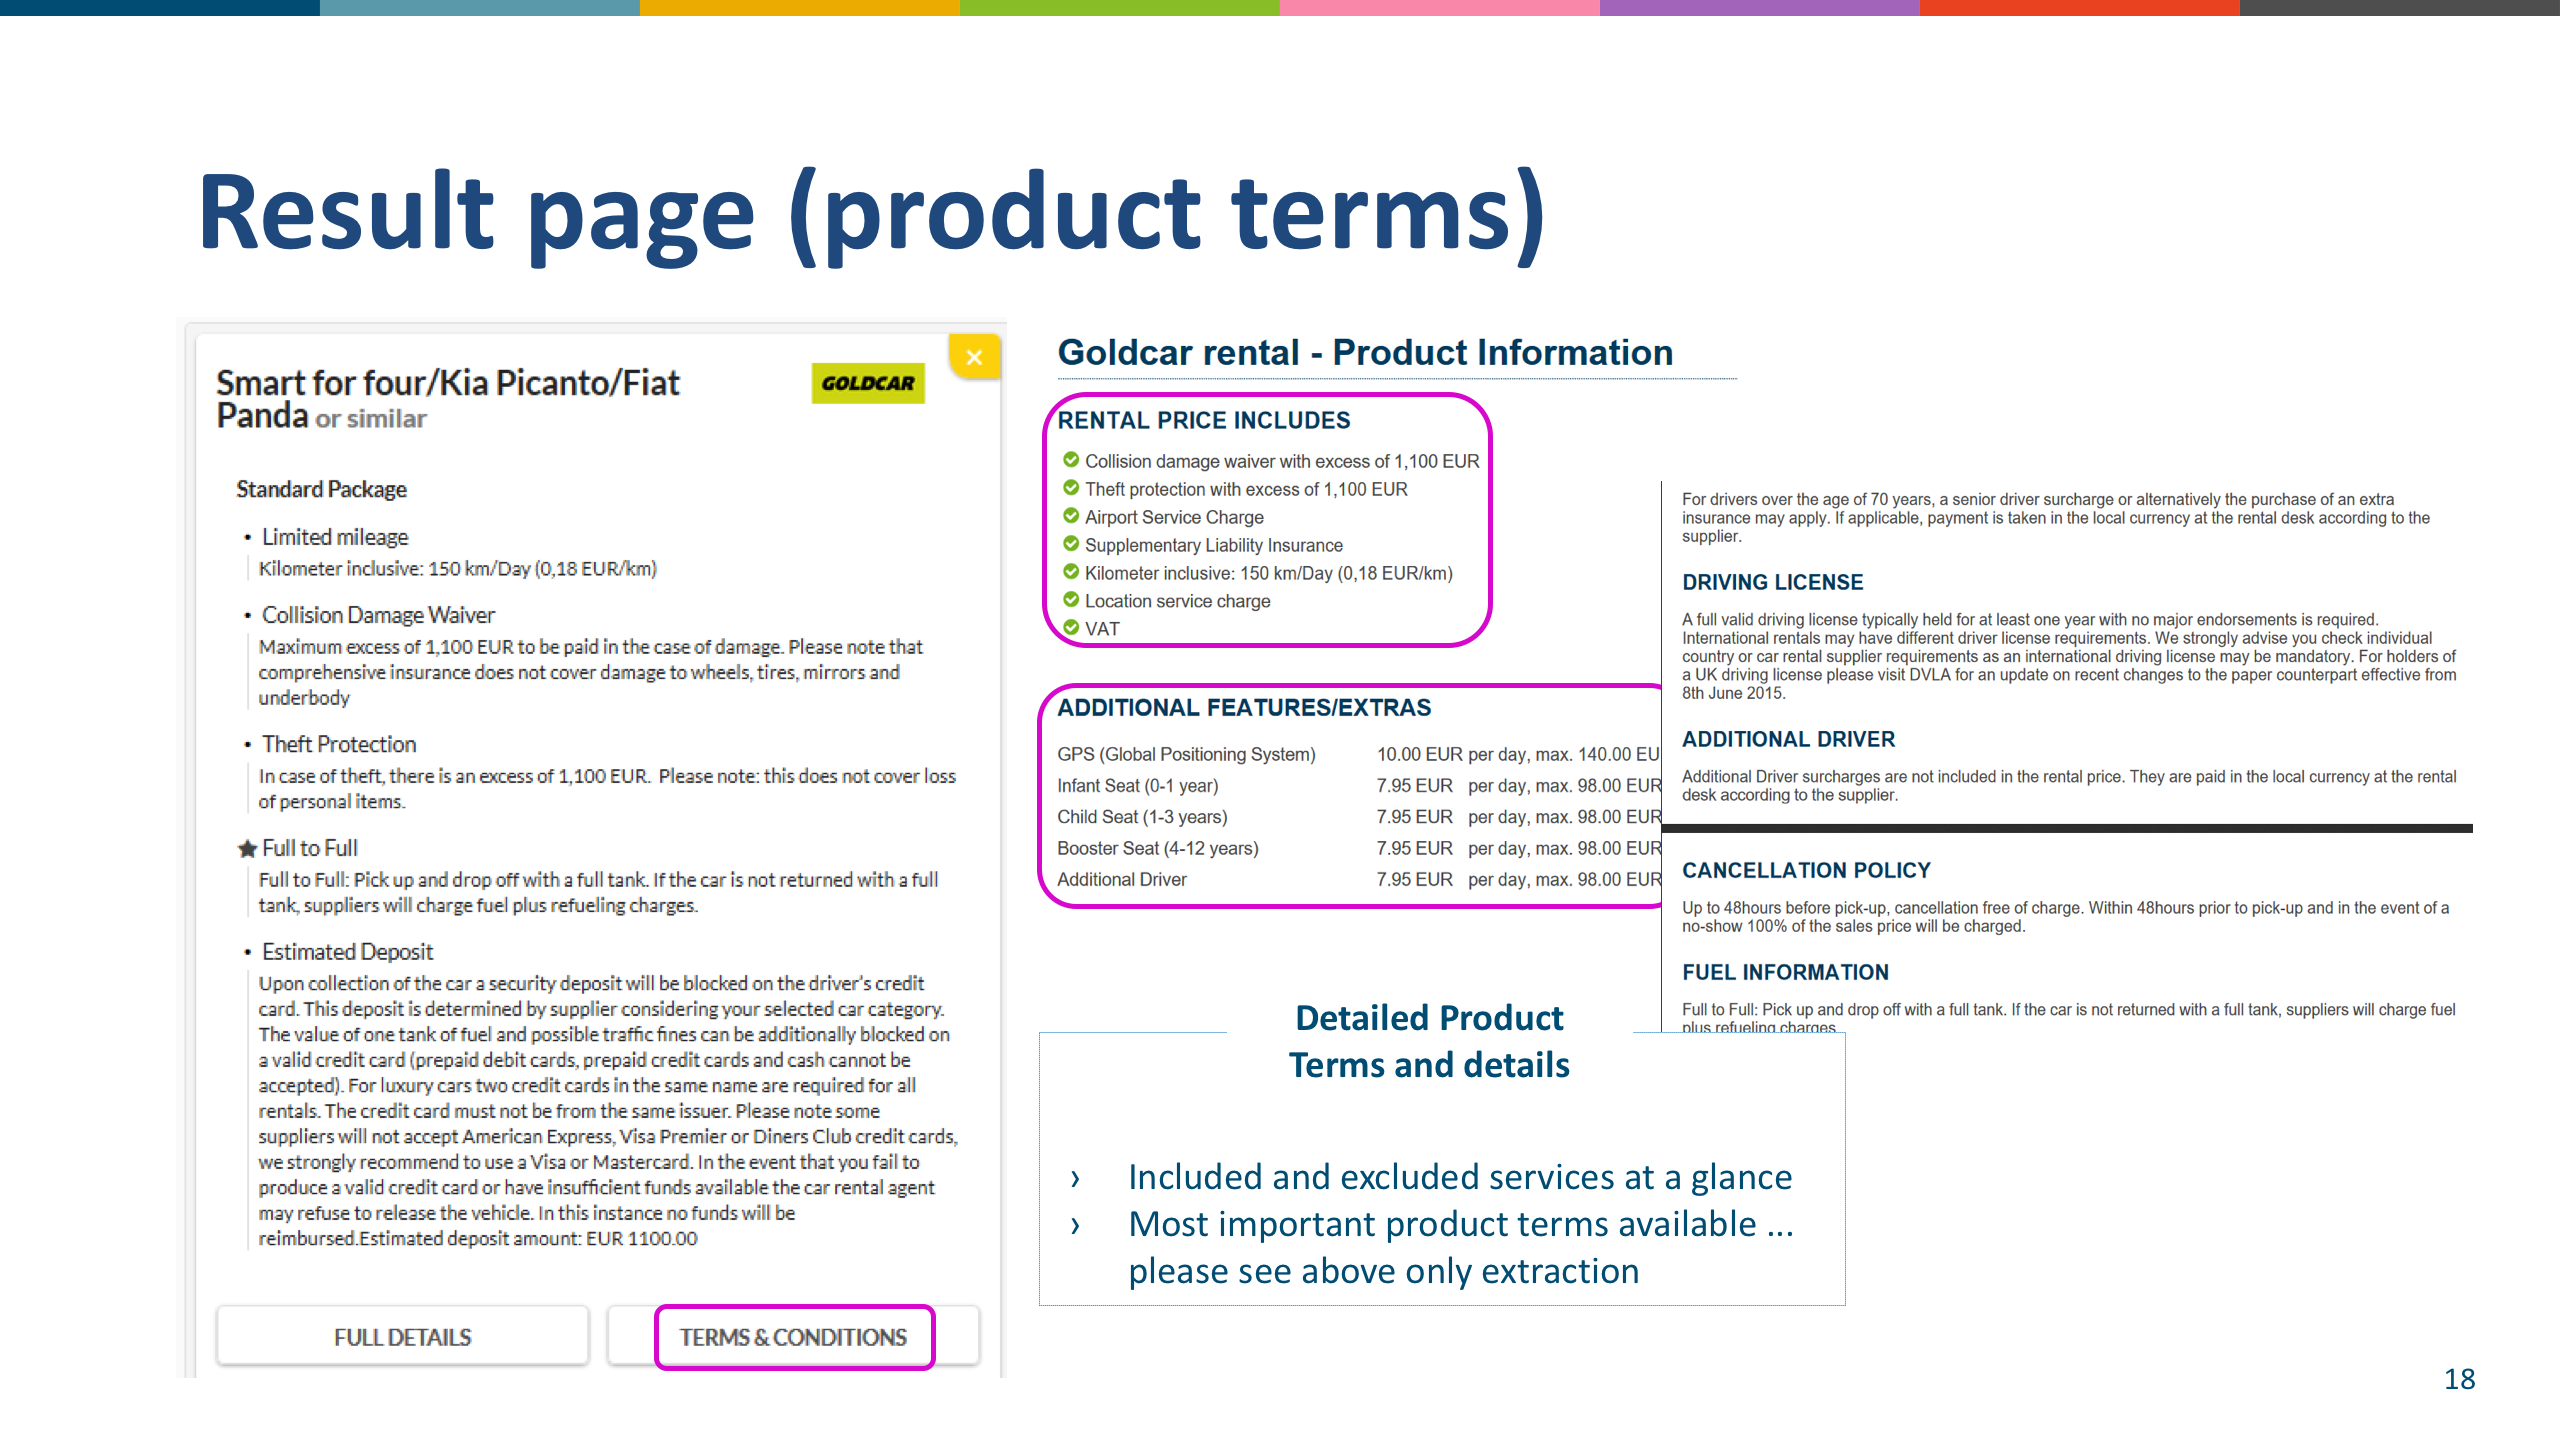 Result page (product terms)
Smart for four/Kia Picanto/Fiat
Panda or similar
GOLDCAR
×
Standard Package
• Limited mileage
Kilometer inclusive: 150 km/Day (0,18 EUR/km)
• Collision Damage Waiver
Maximum excess of 1,100 EUR to be paid in the case of damage. Please note that
comprehensive insurance does not cover damage to wheels, tires, mirrors and
underbody
• Theft Protection
In case of theft, there is an excess of 1,100 EUR. Please note: this does not cover loss
of personal items.
★ Full to Full
Full to Full: Pick up and drop off with a full tank. If the car is not returned with a full
tank, suppliers will charge fuel plus refueling charges.
• Estimated Deposit
Upon collection of the car a security deposit will be blocked on the driver's credit
card. This deposit is determined by supplier considering your selected car category.
The value of one tank of fuel and possible traffic fines can be additionally blocked on
a valid credit card (prepaid debit cards, prepaid credit cards and cash cannot be
accepted). For luxury cars two credit cards in the same name are required for all
rentals. The credit card must not be from the same issuer. Please note some
suppliers will not accept American Express, Visa Premier or Diners Club credit cards,
we strongly recommend to use a Visa or Mastercard. In the event that you fail to
produce a valid credit card or have insufficient funds available the car rental agent
may refuse to release the vehicle. In this instance no funds will be
reimbursed.Estimated deposit amount: EUR 1100.00
FULL DETAILS
TERMS & CONDITIONS
Goldcar rental - Product Information
RENTAL PRICE INCLUDES
Collision damage waiver with excess of 1,100 EUR
Theft protection with excess of 1,100 EUR
Airport Service Charge
Supplementary Liability Insurance
Kilometer inclusive: 150 km/Day (0,18 EUR/km)
Location service charge
VAT
ADDITIONAL FEATURES/EXTRAS
GPS (Global Positioning System) 10.00 EUR per day, max. 140.00 EU
Infant Seat (0-1 year) 7.95 EUR per day, max. 98.00 EUR
Child Seat (1-3 years) 7.95 EUR per day, max. 98.00 EUR
Booster Seat (4-12 years) 7.95 EUR per day, max. 98.00 EUR
Additional Driver 7.95 EUR per day, max. 98.00 EUR
For drivers over the age of 70 years, a senior driver surcharge or alternatively the purchase of an extra
insurance may apply. If applicable, payment is taken in the local currency at the rental desk according to the
supplier.
DRIVING LICENSE
A full valid driving license typically held for at least one year with no major endorsements is required.
International rentals may have different driver license requirements. We strongly advise you check individual
country or car rental supplier requirements as an international driving license may be mandatory. For holders of
a UK driving license please visit DVLA for an update on recent changes to the paper counterpart effective from
8th June 2015.
ADDITIONAL DRIVER
Additional Driver surcharges are not included in the rental price. They are paid in the local currency at the rental
desk according to the supplier.
CANCELLATION POLICY
Up to 48hours before pick-up, cancellation free of charge. Within 48hours prior to pick-up and in the event of a
no-show 100% of the sales price will be charged.
FUEL INFORMATION
Full to Full: Pick up and drop off with a full tank. If the car is not returned with a full tank, suppliers will charge fuel
plus refueling charges
Detailed Product
Terms and details
› Included and excluded services at a glance
› Most important product terms available ...
please see above only extraction
18